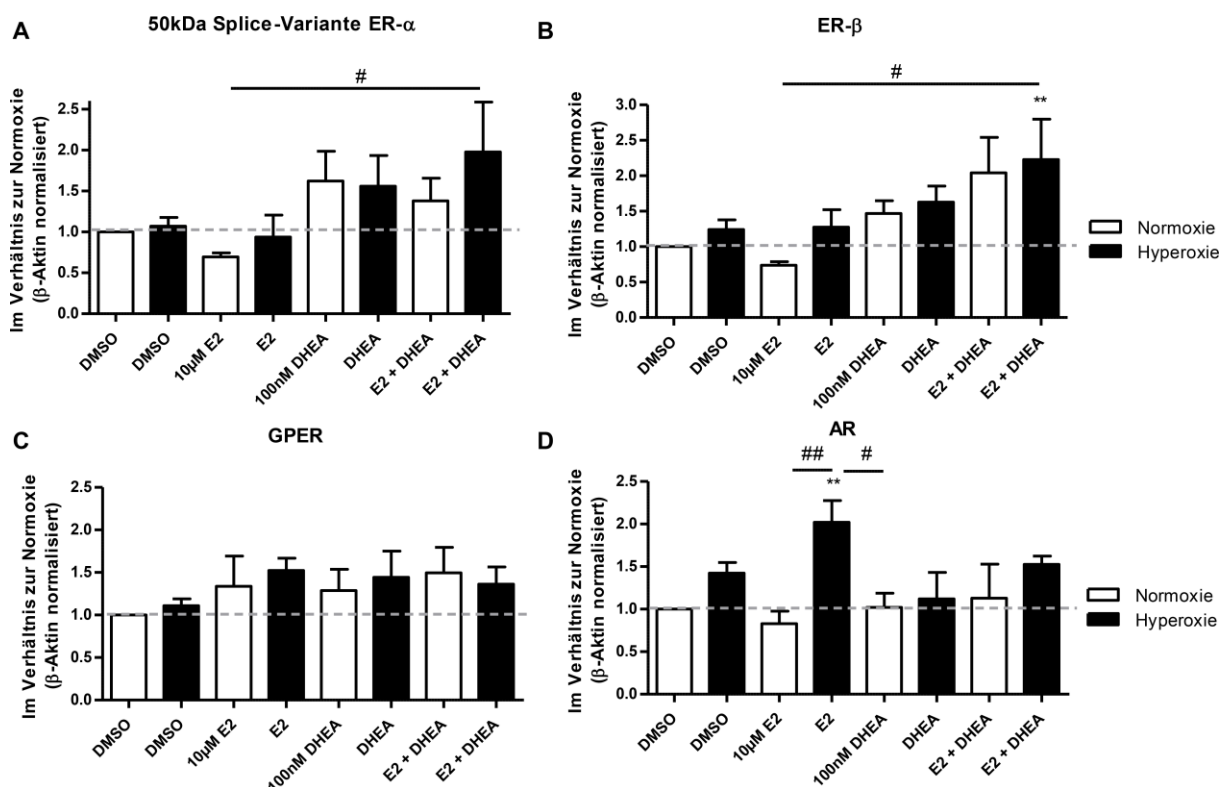 A
50kDa Splice-Variante ER-α
Im Verhältnis zur Normoxie
(β-Aktin normalisiert)
2.5
2.0
1.5
1.0
0.5
0.0
#
DMSO
DMSO
10µM E2
E2
100nM DHEA
DHEA
E2 + DHEA
E2 + DHEA
B
ER-β
Im Verhältnis zur Normoxie
(β-Aktin normalisiert)
3.0
2.5
2.0
1.5
1.0
0.5
0.0
#
**
DMSO
DMSO
10µM E2
E2
100nM DHEA
DHEA
E2 + DHEA
E2 + DHEA
Normoxie
Hyperoxie
C
GPER
Im Verhältnis zur Normoxie
(β-Aktin normalisiert)
2.5
2.0
1.5
1.0
0.5
0.0
DMSO
DMSO
10µM E2
E2
100nM DHEA
DHEA
E2 + DHEA
E2 + DHEA
D
AR
Im Verhältnis zur Normoxie
(β-Aktin normalisiert)
2.5
2.0
1.5
1.0
0.5
0.0
##
#
**
DMSO
DMSO
10µM E2
E2
100nM DHEA
DHEA
E2 + DHEA
E2 + DHEA
Normoxie
Hyperoxie